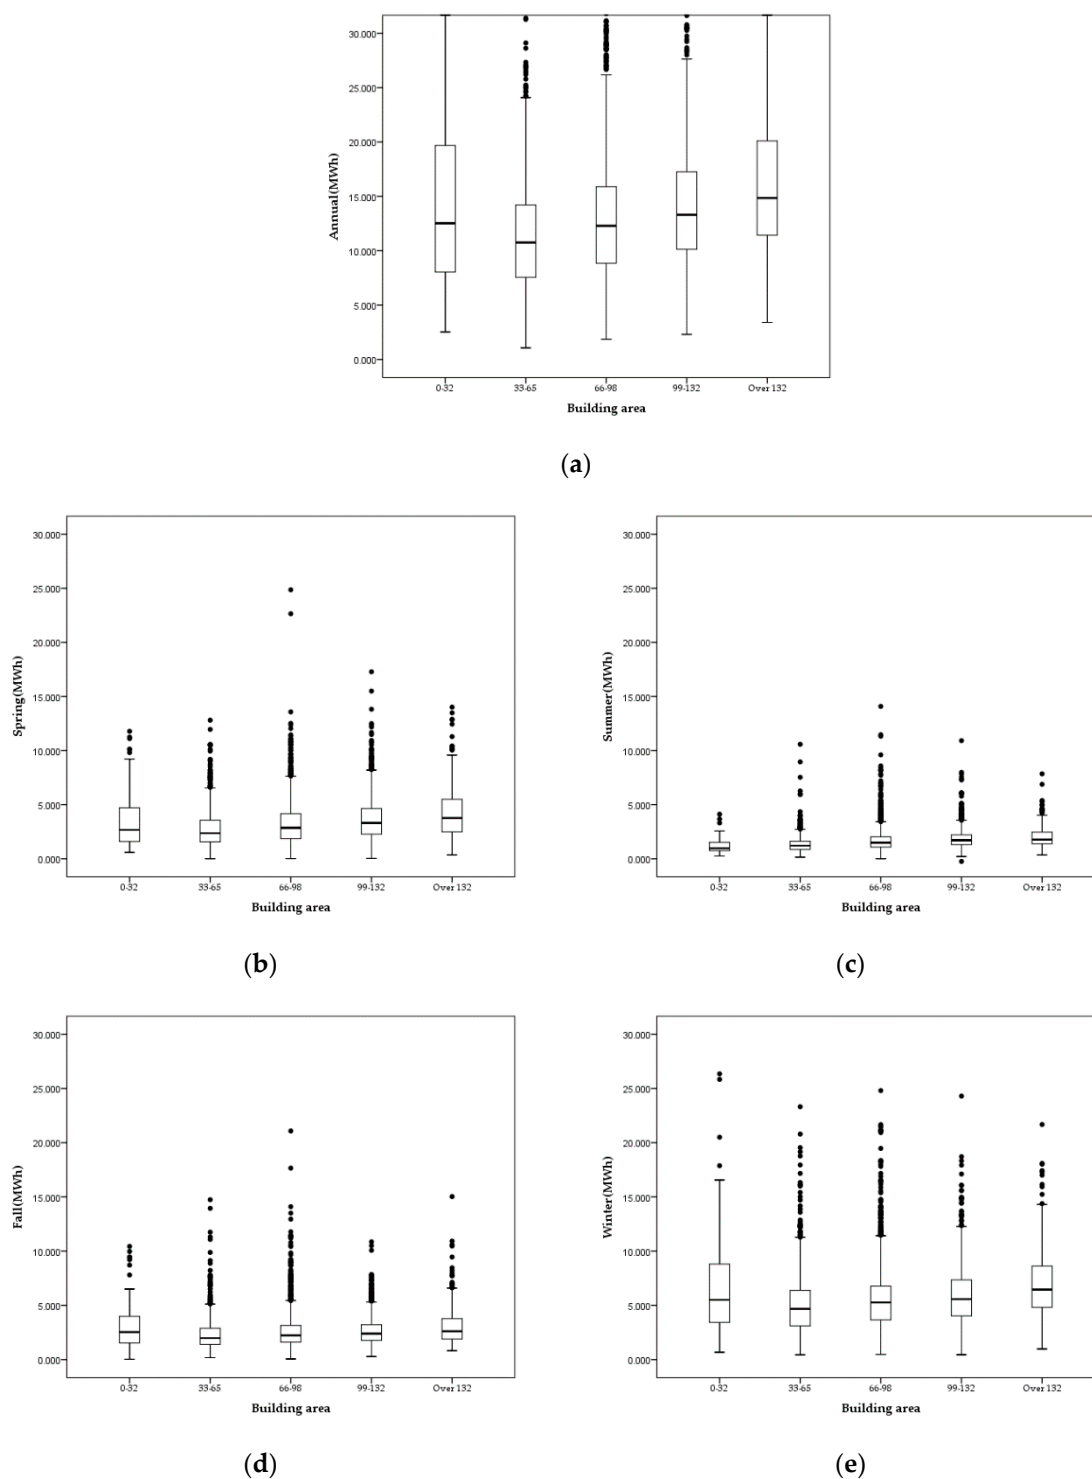 30.000
25.000
20.000
15.000
10.000
5.000
0.000
Annual(MWh)
0-32 33-65 66-98 99-132 Over 132
Building area
(a)
30.000
25.000
20.000
15.000
10.000
5.000
0.000
Spring(MWh)
0-32 33-65 66-98 99-132 Over 132
Building area
(b)
30.000
25.000
20.000
15.000
10.000
5.000
0.000
Summer(MWh)
0-32 33-65 66-98 99-132 Over 132
Building area
(c)
30.000
25.000
20.000
15.000
10.000
5.000
0.000
Fall(MWh)
0-32 33-65 66-98 99-132 Over 132
Building area
(d)
30.000
25.000
20.000
15.000
10.000
5.000
0.000
Winter(MWh)
0-32 33-65 66-98 99-132 Over 132
Building area
(e)